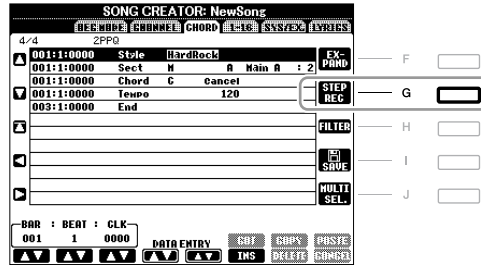 SONG CREATOR: NewSong
REC MODE CHANNEL CHORD 1-16 SYS/EX. LYRICS
4/4 2PPQ
001:1:0000 Style HardRock
001:1:0000 Sect M A Main A : 2
001:1:0000 Chord C Cancel
001:1:0000 Tempo 120
003:1:0000 End
EX-
PAND
F
STEP
REC
G
FILTER
H
SAVE
I
MULTI
SEL.
J
BAR : BEAT : CLK
001 1 0000
DATA ENTRY
CUT COPY PASTE
INS DELETE CANCEL